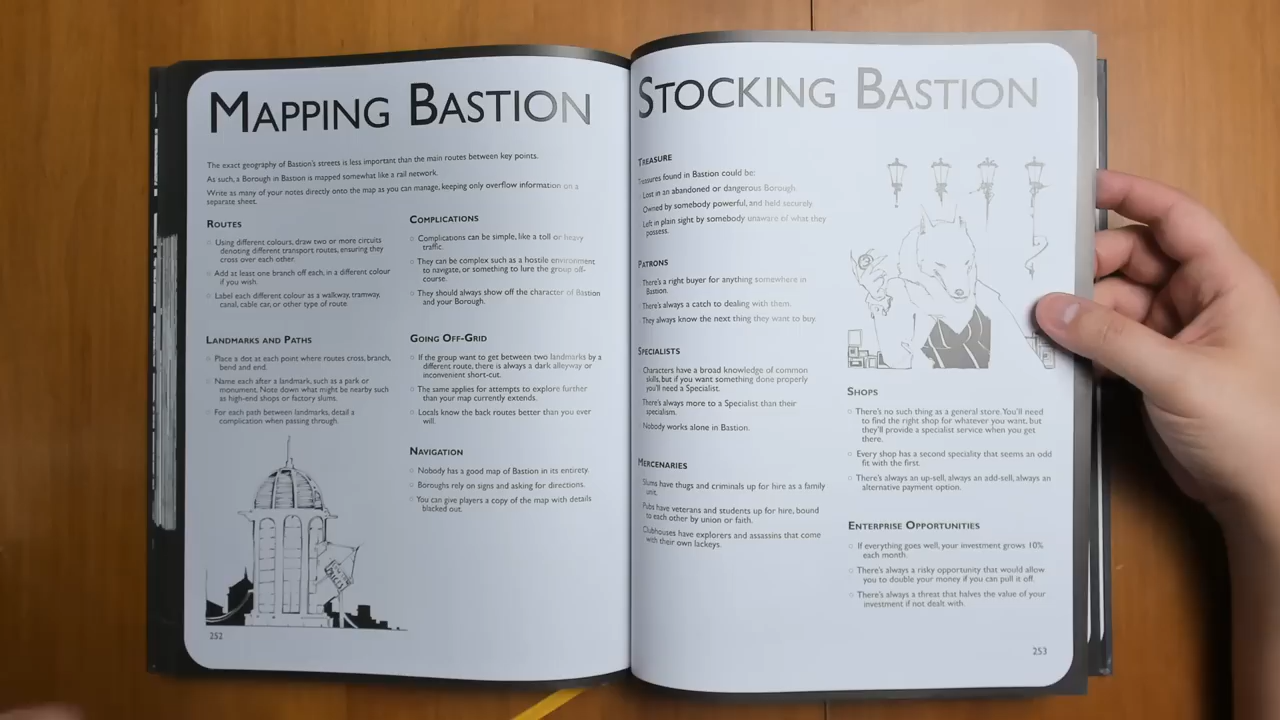 MAPPING BASTION
The exact geography of Bastion's streets is less important than the main routes between key points.
As such, a Borough in Bastion is mapped somewhat like a rail network.
Write as many of your notes directly onto the map as you can manage, keeping only overflow information on a
separate sheet.
ROUTES
Using different colours, draw two or more circuits
denoting different transport routes, ensuring they
cross over each other.
Add at least one branch off each, in a different colour
if you wish.
Label each different colour as a walkway, tramway,
canal, cable car, or other type of route
LANDMARKS AND PATHS
Place a dot at each point where routes cross, branch,
bend and end.
Name each after a landmark, such as a park or
monument. Note down what might be nearby such
as high-end shops or factory slums.
For each path between landmarks, detail a
complication when passing through.
252
COMPLICATIONS
Complications can be simple, like a toll or heavy
traffic.
They can be complex such as a hostile environment
to navigate, or something to lure the group off-
course.
They should always show off the character of Bastion
and your Borough.
GOING OFF-GRID
If the group want to get between two landmarks by a
different route, there is always a dark alleyway or
inconvenient short-cut.
The same applies for attempts to explore further
than your map currently extends.
Locals know the back routes better than you ever
will.
NAVIGATION
Nobody has a good map of Bastion in its entirety.
Boroughs rely on signs and asking for directions.
You can give players a copy of the map with details
blacked out.
STOCKING BASTION
TREASURE
Treasures found in Bastion could be:
Lost in an abandoned or dangerous Borough.
Owned by somebody powerful, and held securely.
Left in plain sight by somebody unaware of what they
possess.
PATRONS
There's a right buyer for anything somewhere in
Bastion.
There's always a catch to dealing with them.
They always know the next thing they want to buy.
SPECIALISTS
Characters have a broad knowledge of common
skills, but if you want something done properly
you'll need a Specialist.
There's always more to a Specialist than their
specialism.
Nobody works alone in Bastion.
MERCENARIES
Slums have thugs and criminals up for hire as a family
unit.
Pubs have veterans and students up for hire, bound
to each other by union or faith.
Clubhouses have explorers and assassins that come
with their own lackeys.
SHOPS
There's no such thing as a general store. You'll need
to find the right shop for whatever you want, but
they'll provide a specialist service when you get
there.
Every shop has a second speciality that seems an odd
fit with the first.
There's always an up-sell, always an add-sell, always an
alternative payment option.
ENTERPRISE OPPORTUNITIES
If everything goes well, your investment grows 10%
each month.
There's always a risky opportunity that would allow
you to double your money if you can pull it off.
There's always a threat that halves the value of your
investment if not dealt with.
253